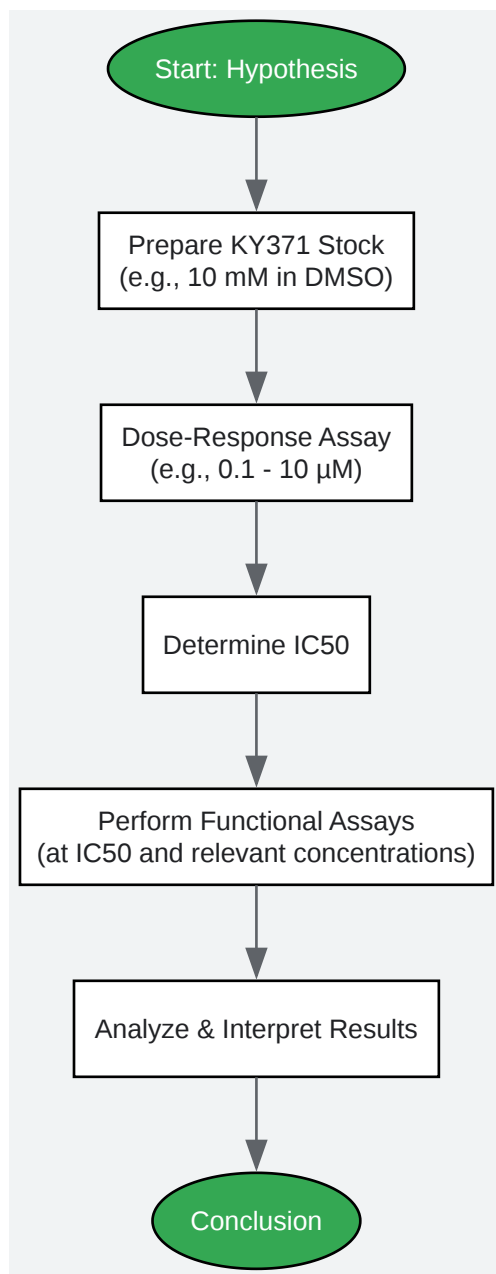 Start: Hypothesis
Prepare KY371 Stock
(e.g., 10 mM in DMSO)
Dose-Response Assay
(e.g., 0.1 - 10 µM)
Determine IC50
Perform Functional Assays
(at IC50 and relevant concentrations)
Analyze & Interpret Results
Conclusion